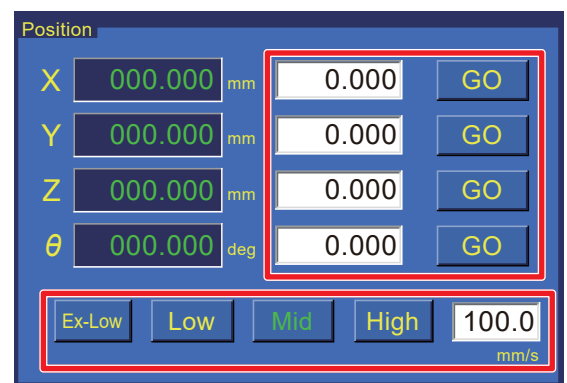 Position
X 000.000 mm 0.000 GO
Y 000.000 mm 0.000 GO
Z 000.000 mm 0.000 GO
θ 000.000 deg 0.000 GO
Ex-Low Low Mid High 100.0
mm/s